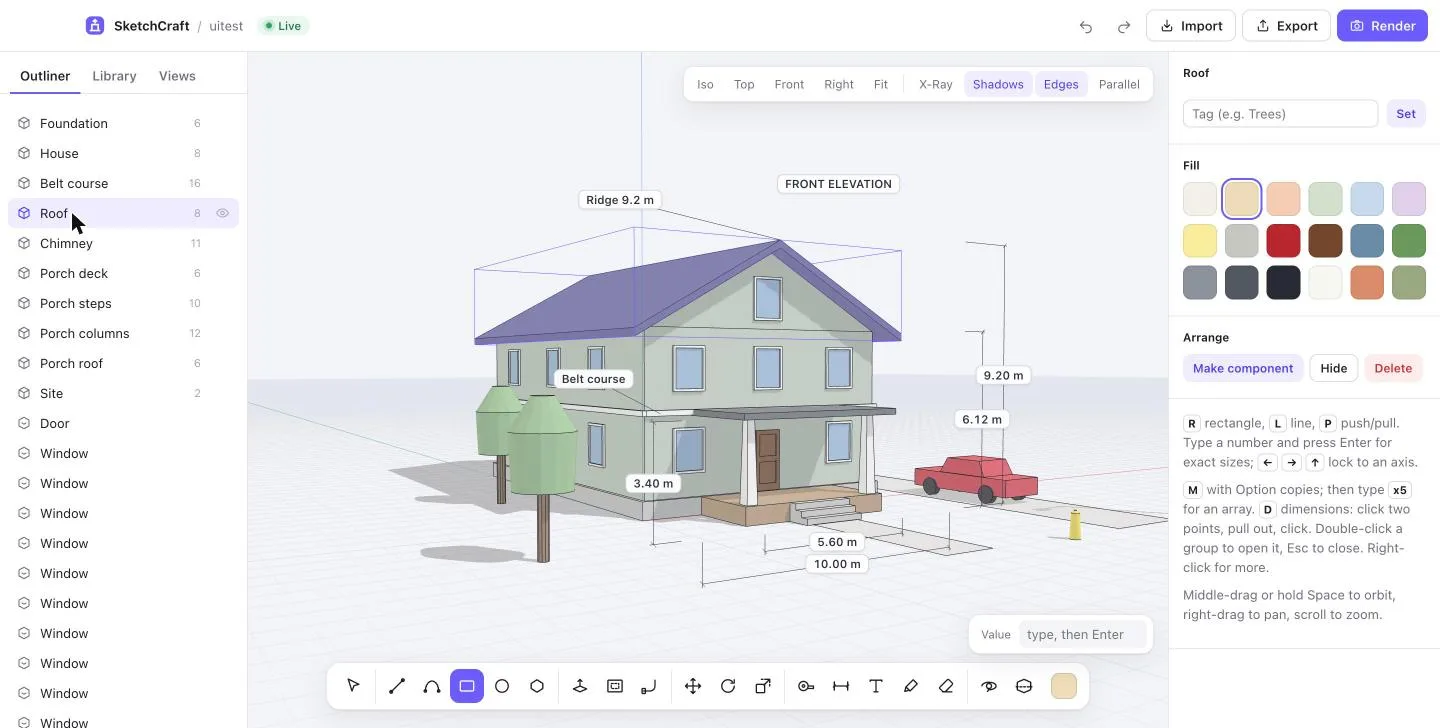 SketchCraft / uitest Live
Import
Export
Render
Outliner Library Views
Foundation 6
House 8
Belt course 16
Roof 8
Chimney 11
Porch deck 6
Porch steps 10
Porch columns 12
Porch roof 6
Site 2
Door
Window
Window
Window
Window
Window
Window
Window
Window
Window
Window
Iso Top Front Right Fit X-Ray Shadows Edges Parallel
FRONT ELEVATION
Ridge 9.2 m
Belt course
9.20 m
6.12 m
3.40 m
5.60 m
10.00 m
Value type, then Enter
Roof
Tag (e.g. Trees) Set
Fill
Arrange
Make component Hide Delete
R rectangle, L line, P push/pull.
Type a number and press Enter for
exact sizes; ← → ↑ lock to an axis.
M with Option copies; then type x5
for an array. D dimensions: click two
points, pull out, click. Double-click a
group to open it, Esc to close. Right-
click for more.
Middle-drag or hold Space to orbit,
right-drag to pan, scroll to zoom.